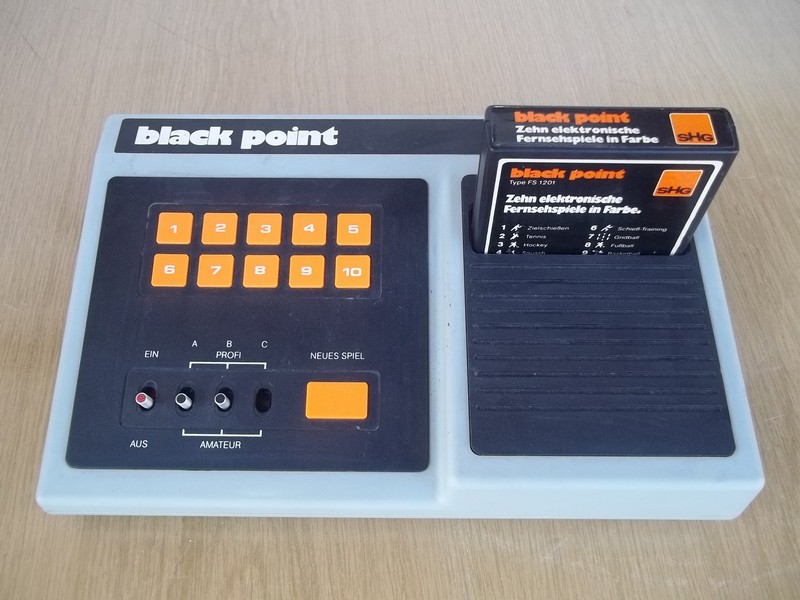 black point
black point
Zehn elektronische
Fernsehspiele in Farbe
SHG
black point
Type FS 1201
SHG
Zehn elektronische
Fernsehspiele in Farbe.
1 Zielschießen 6 Schieß-Training
2 Tennis 7 Gridball
3 Hockey 8 Fußball
4 Squash 9 Basketball
1 2 3 4 5
6 7 8 9 10
A B C
EIN PROFI NEUES SPIEL
AUS AMATEUR